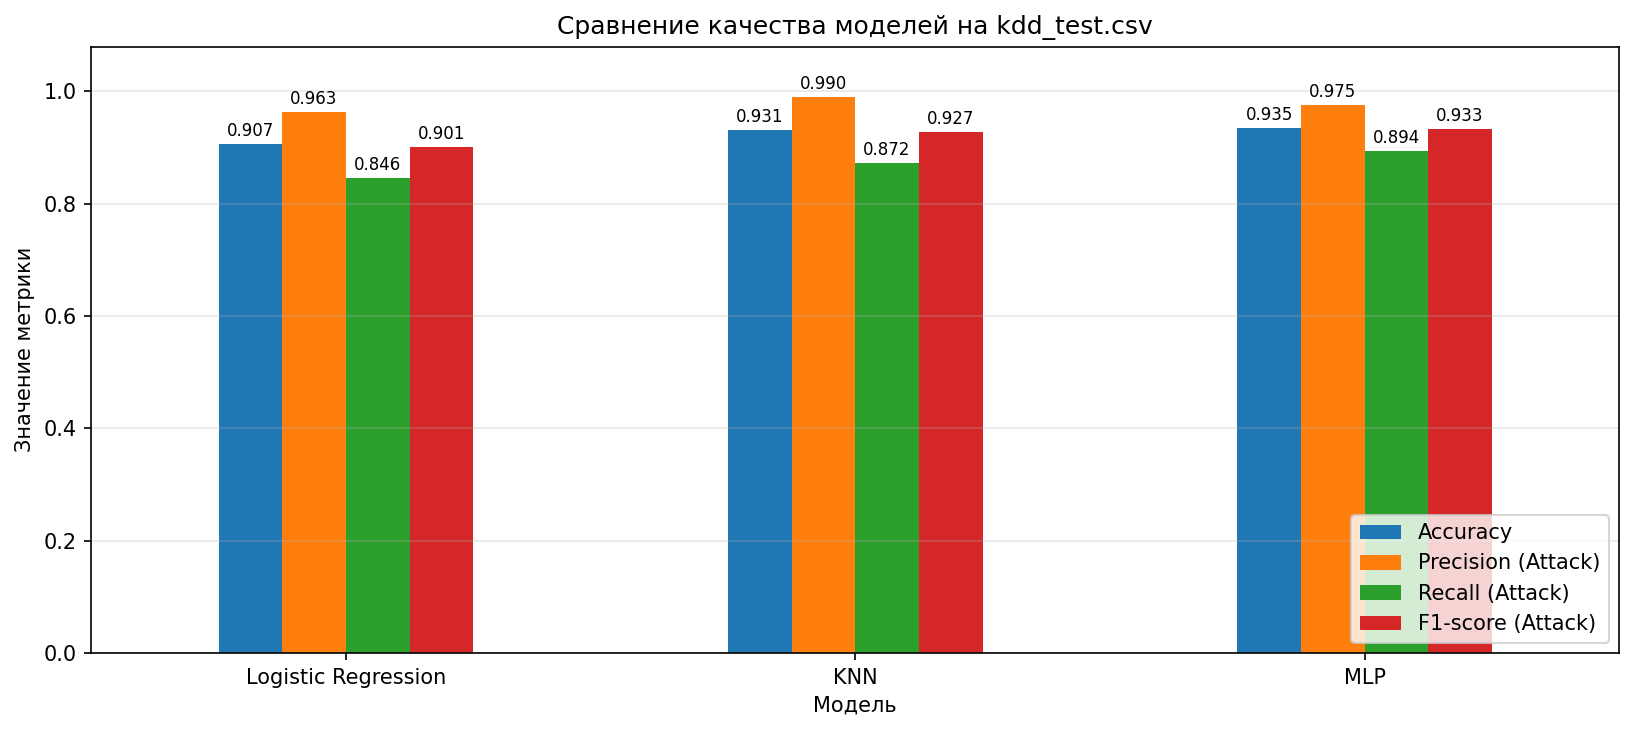 Сравнение качества моделей на kdd_test.csv
Значение метрики
1.0
0.8
0.6
0.4
0.2
0.0
0.907
0.963
0.846
0.901
0.931
0.990
0.872
0.927
0.935
0.975
0.894
0.933
Accuracy
Precision (Attack)
Recall (Attack)
F1-score (Attack)
Logistic Regression
KNN
MLP
Модель